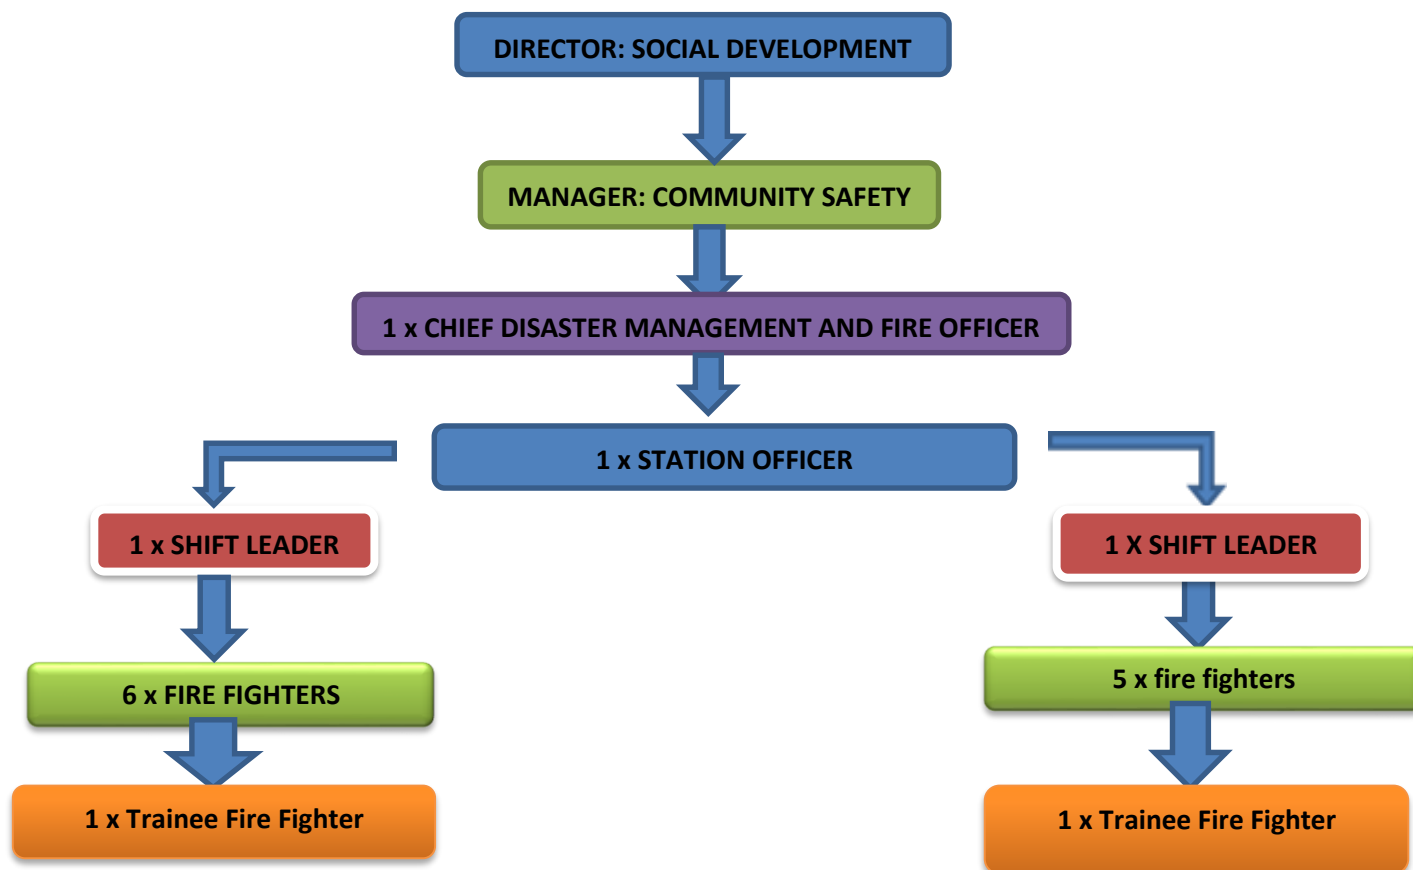 DIRECTOR: SOCIAL DEVELOPMENT
MANAGER: COMMUNITY SAFETY
1 x CHIEF DISASTER MANAGEMENT AND FIRE OFFICER
1 x STATION OFFICER
1 x SHIFT LEADER
1 X SHIFT LEADER
6 x FIRE FIGHTERS
5 x fire fighters
1 x Trainee Fire Fighter
1 x Trainee Fire Fighter